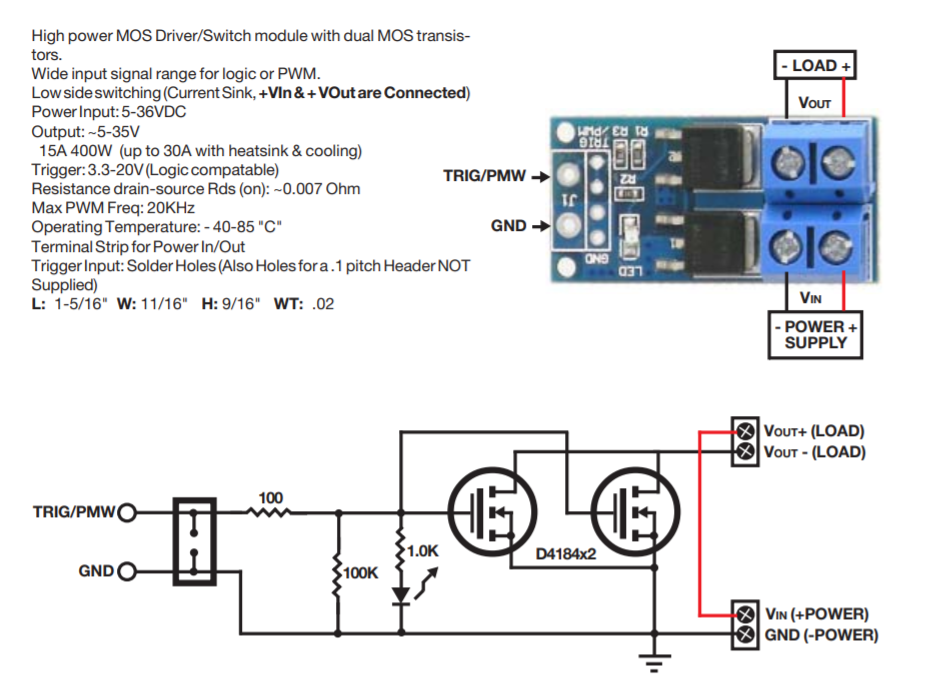 High power MOS Driver/Switch module with dual MOS transis-
tors.
Wide input signal range for logic or PWM.
Low side switching (Current Sink, +VIn & + VOut are Connected)
Power Input: 5-36VDC
Output: ~5-35V
15A 400W (up to 30A with heatsink & cooling)
Trigger: 3.3-20V (Logic compatable)
Resistance drain-source Rds (on): ~0.007 Ohm
Max PWM Freq: 20KHz
Operating Temperature: - 40-85 "C"
Terminal Strip for Power In/Out
Trigger Input: Solder Holes (Also Holes for a .1 pitch Header NOT
Supplied)
L: 1-5/16" W: 11/16" H: 9/16" WT: .02
- LOAD +
VOUT
TRIG/PMW
GND
TRIG
/PWM
R3
R1
R2
J1
GND
LED
VIN
- POWER +
SUPPLY
VOUT+ (LOAD)
VOUT - (LOAD)
TRIG/PMW
100
1.0K
D4184x2
100K
GND
VIN (+POWER)
GND (-POWER)